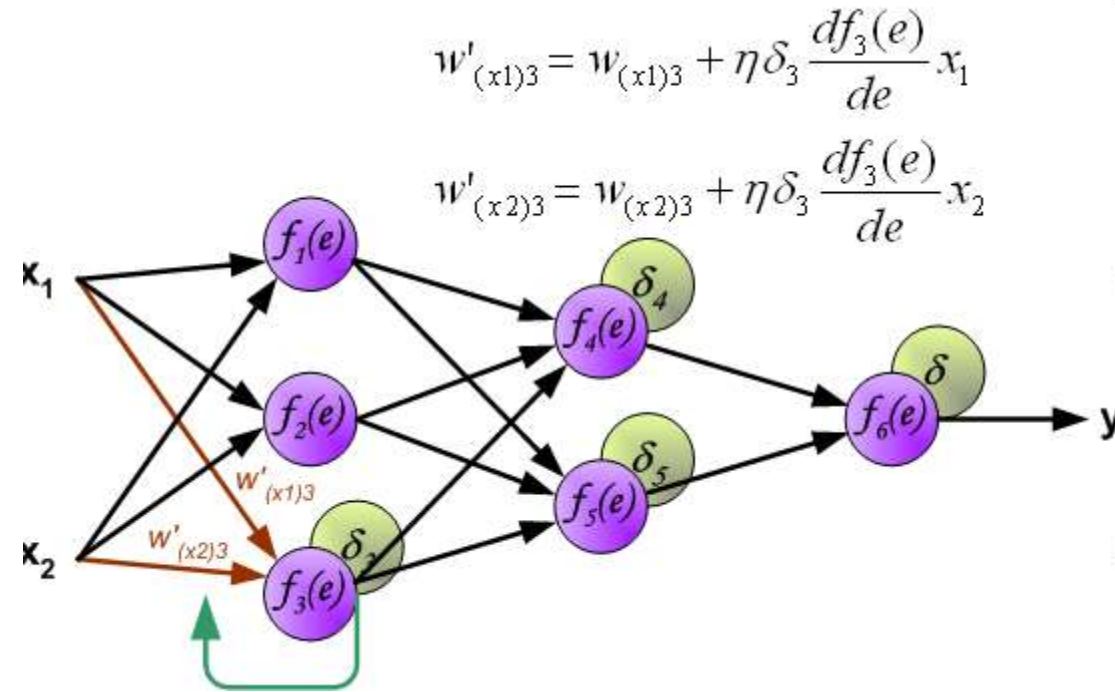 w'₍ₓ₁₎₃ = w₍ₓ₁₎₃ + ηδ₃ df₃(e)/de x₁
w'₍ₓ₂₎₃ = w₍ₓ₂₎₃ + ηδ₃ df₃(e)/de x₂
x₁
f₁(e)
δ₄
f₄(e)
δ
f₆(e)
y
f₂(e)
δ₅
f₅(e)
w'₍ₓ₁₎₃
w'₍ₓ₂₎₃
x₂
δ₃
f₃(e)